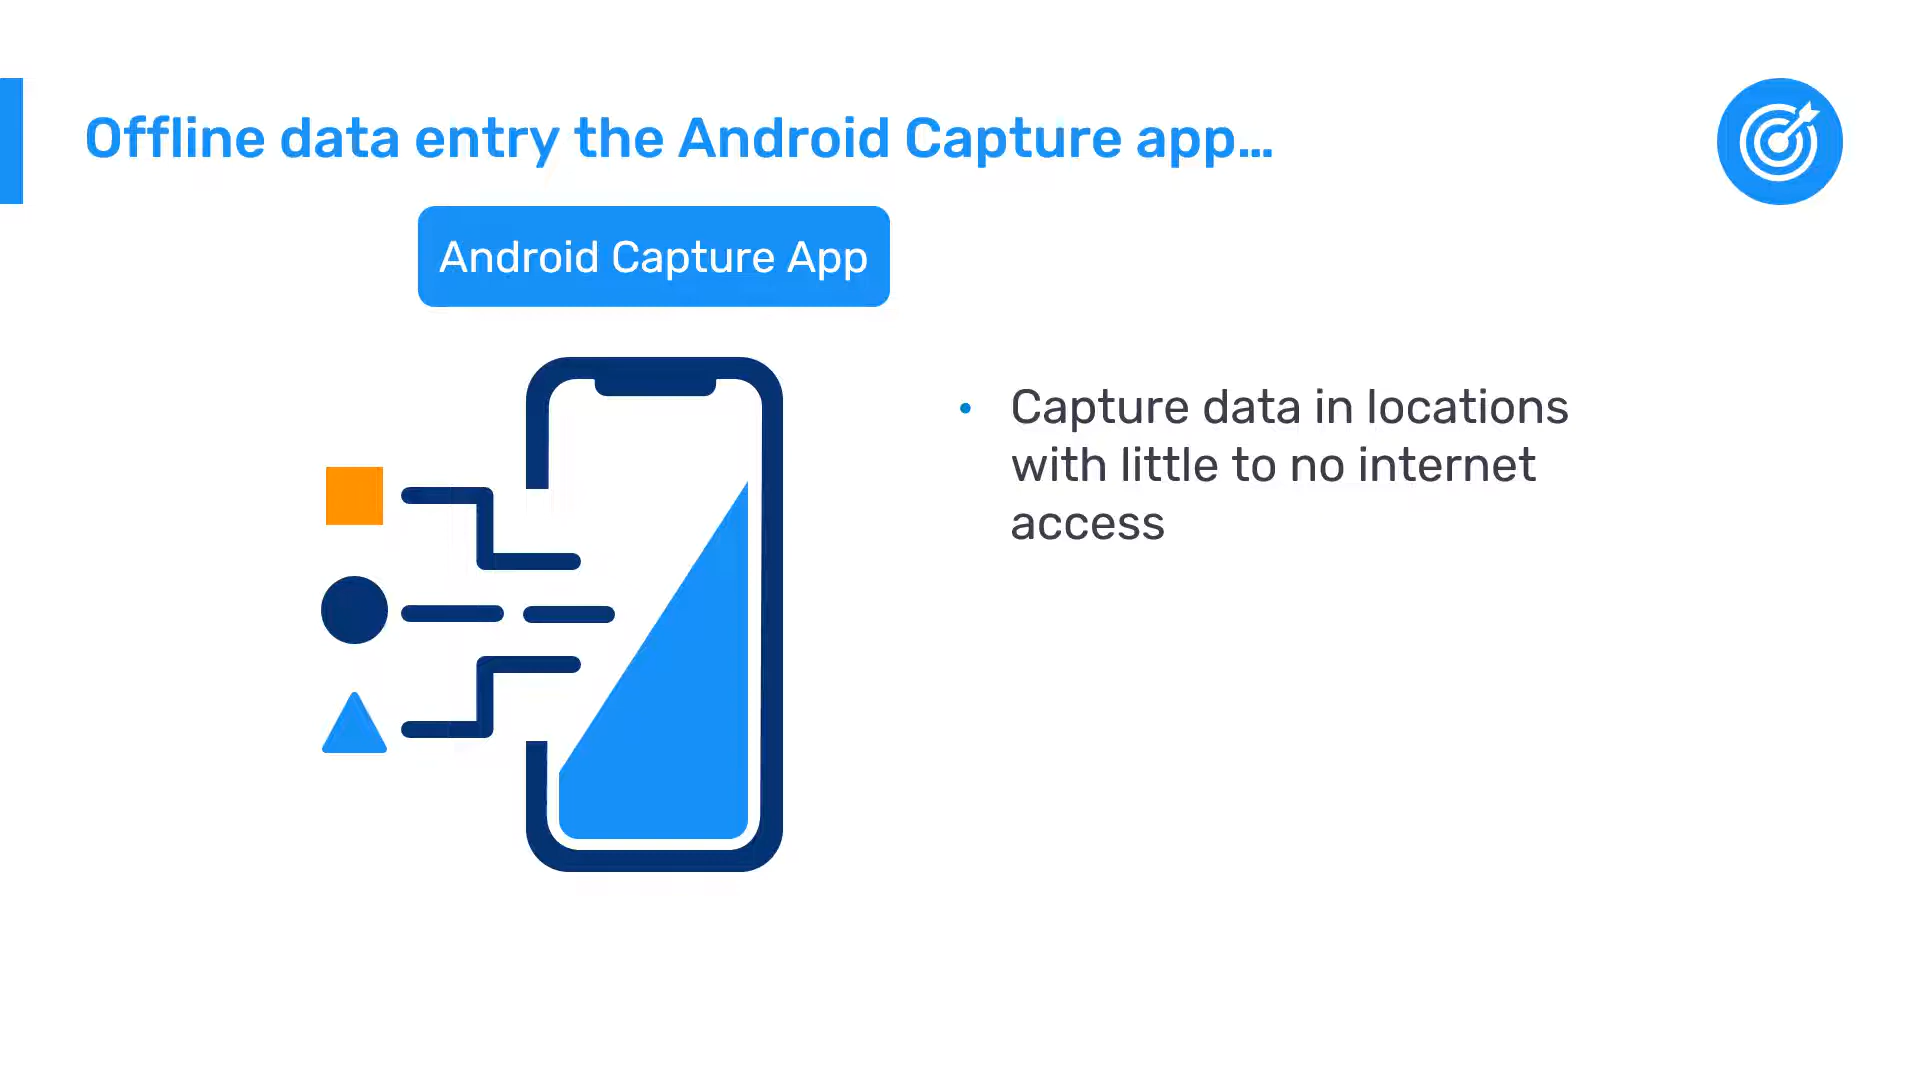 Offline data entry the Android Capture app...
Android Capture App
• Capture data in locations
with little to no internet
access